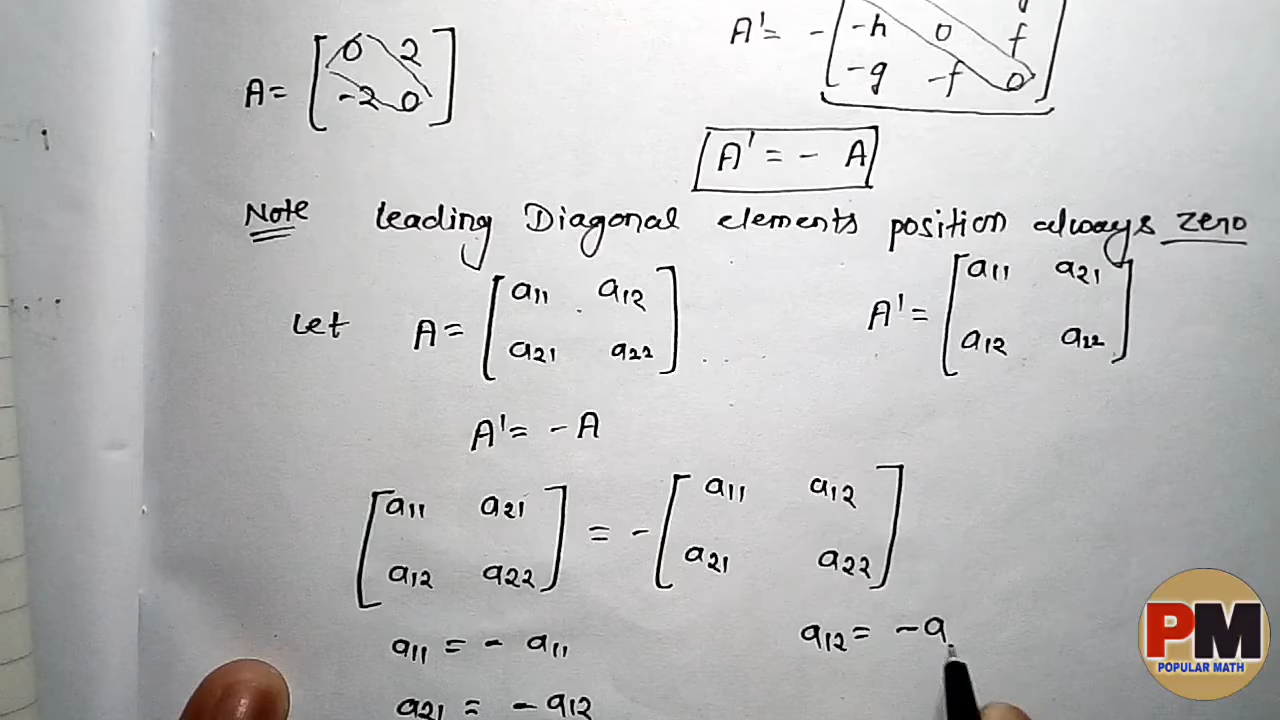 A = [ 0 2
-2 0 ]
A' = - [ -h 0 f
-g -f 0 ]
A' = - A
Note leading Diagonal elements position always zero
Let A = [ a11 a12
a21 a22 ]
A' = [ a11 a21
a12 a22 ]
A' = - A
[ a11 a21 = - [ a11 a12
a12 a22 ] a21 a22 ]
a11 = - a11
a12 = - a
a21 = - a12
PM
POPULAR MATH